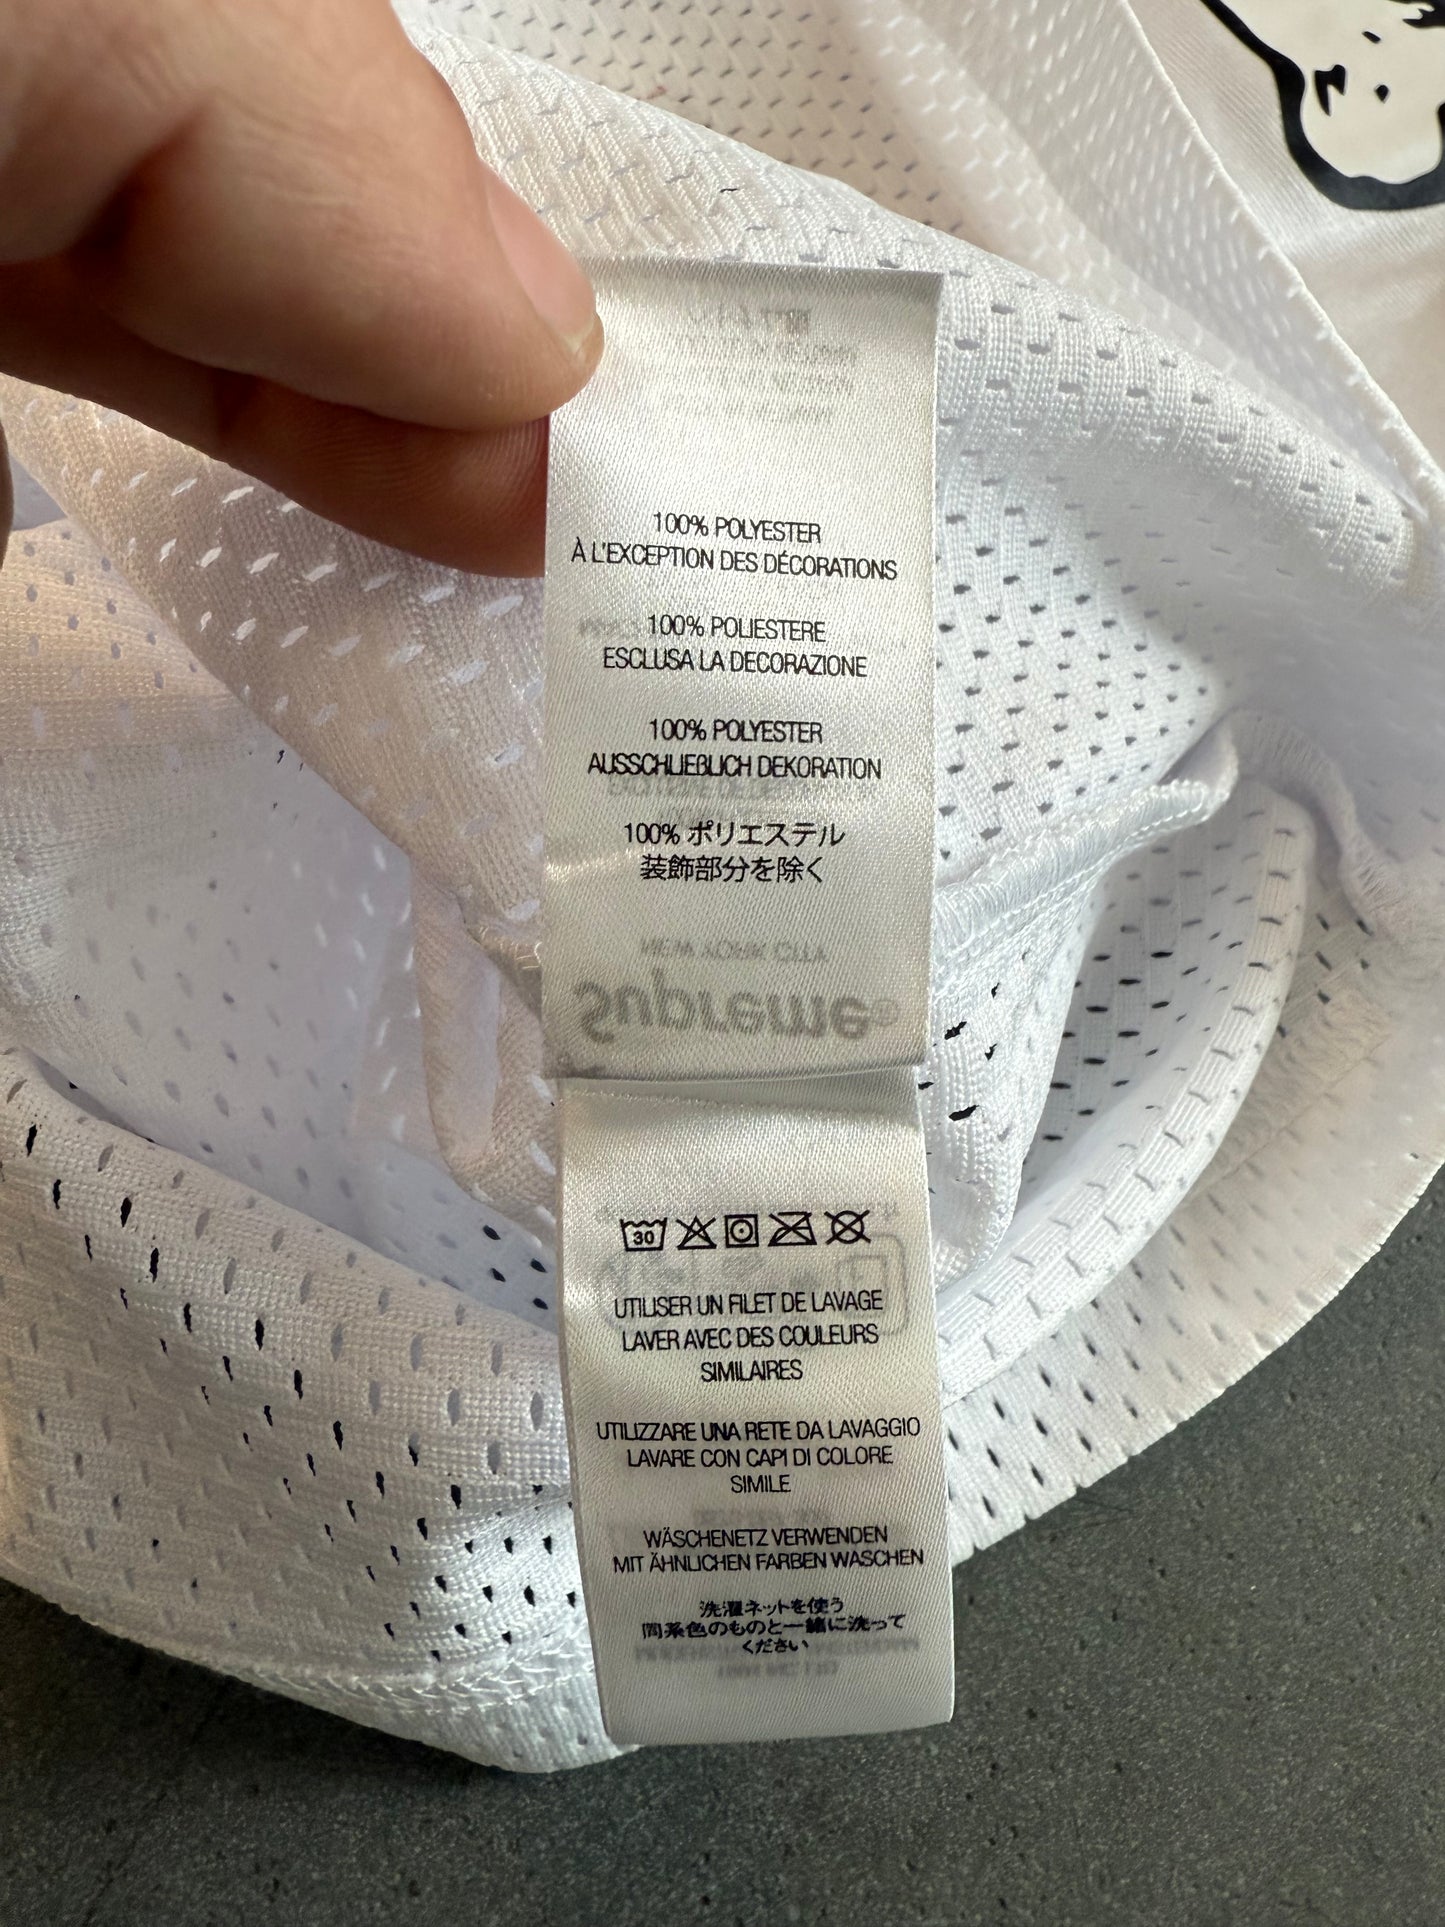 100% POLYESTER
À L'EXCEPTION DES DÉCORATIONS
100% POLIESTERE
ESCLUSA LA DECORAZIONE
100% POLYESTER
AUSSCHLIEßLICH DEKORATION
100% ポリエステル
装飾部分を除く
NEW YORK CITY
Supreme®
30
UTILISER UN FILET DE LAVAGE
LAVER AVEC DES COULEURS
SIMILAIRES
UTILIZZARE UNA RETE DA LAVAGGIO
LAVARE CON CAPI DI COLORE
SIMILE
WÄSCHENETZ VERWENDEN
MIT ÄHNLICHEN FARBEN WASCHEN
洗濯ネットを使う
同系色のものと一緒に洗って
ください